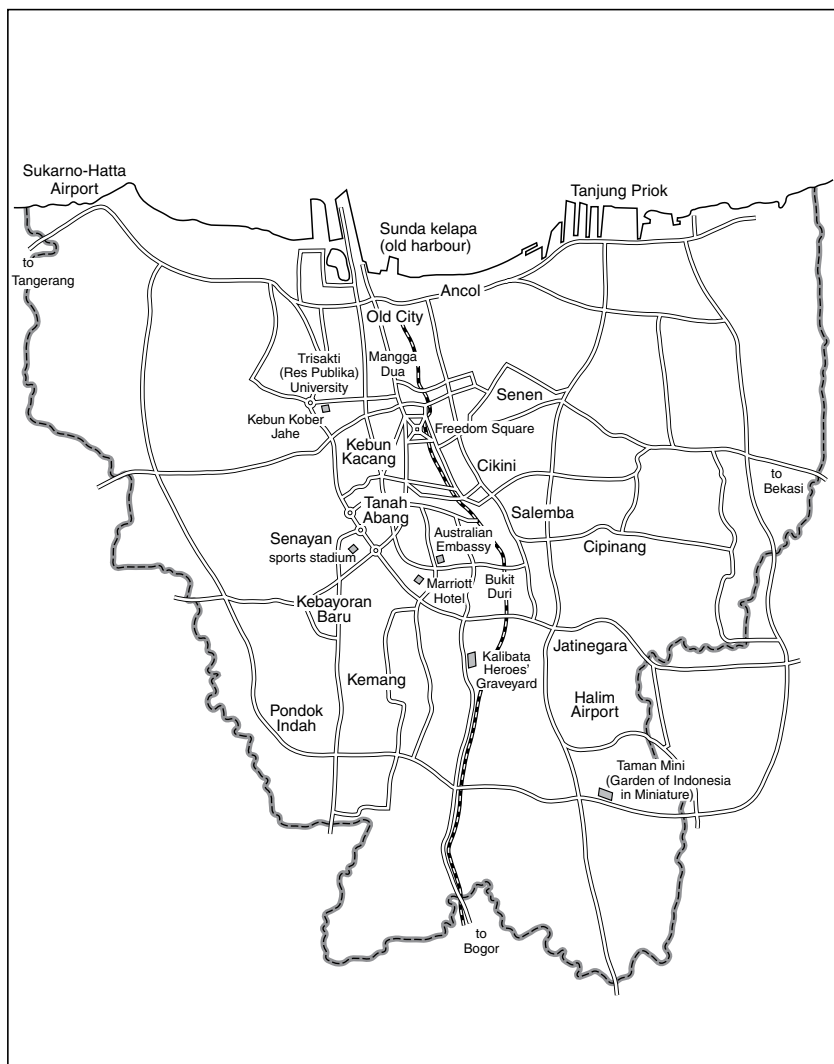 Sukarno-Hatta
Airport
Tanjung Priok
Sunda kelapa
(old harbour)
to
Tangerang
Ancol
Old City
Trisakti
(Res Publika)
University
Mangga
Dua
Senen
Kebun Kober
Jahe
Freedom Square
Kebun
Kacang
Cikini
to
Bekasi
Tanah
Abang
Salemba
Senayan
sports stadium
Australian
Embassy
Cipinang
Marriott
Hotel
Bukit
Duri
Kebayoran
Baru
Jatinegara
Kalibata
Heroes'
Graveyard
Kemang
Halim
Airport
Pondok
Indah
Taman Mini
(Garden of Indonesia
in Miniature)
to
Bogor